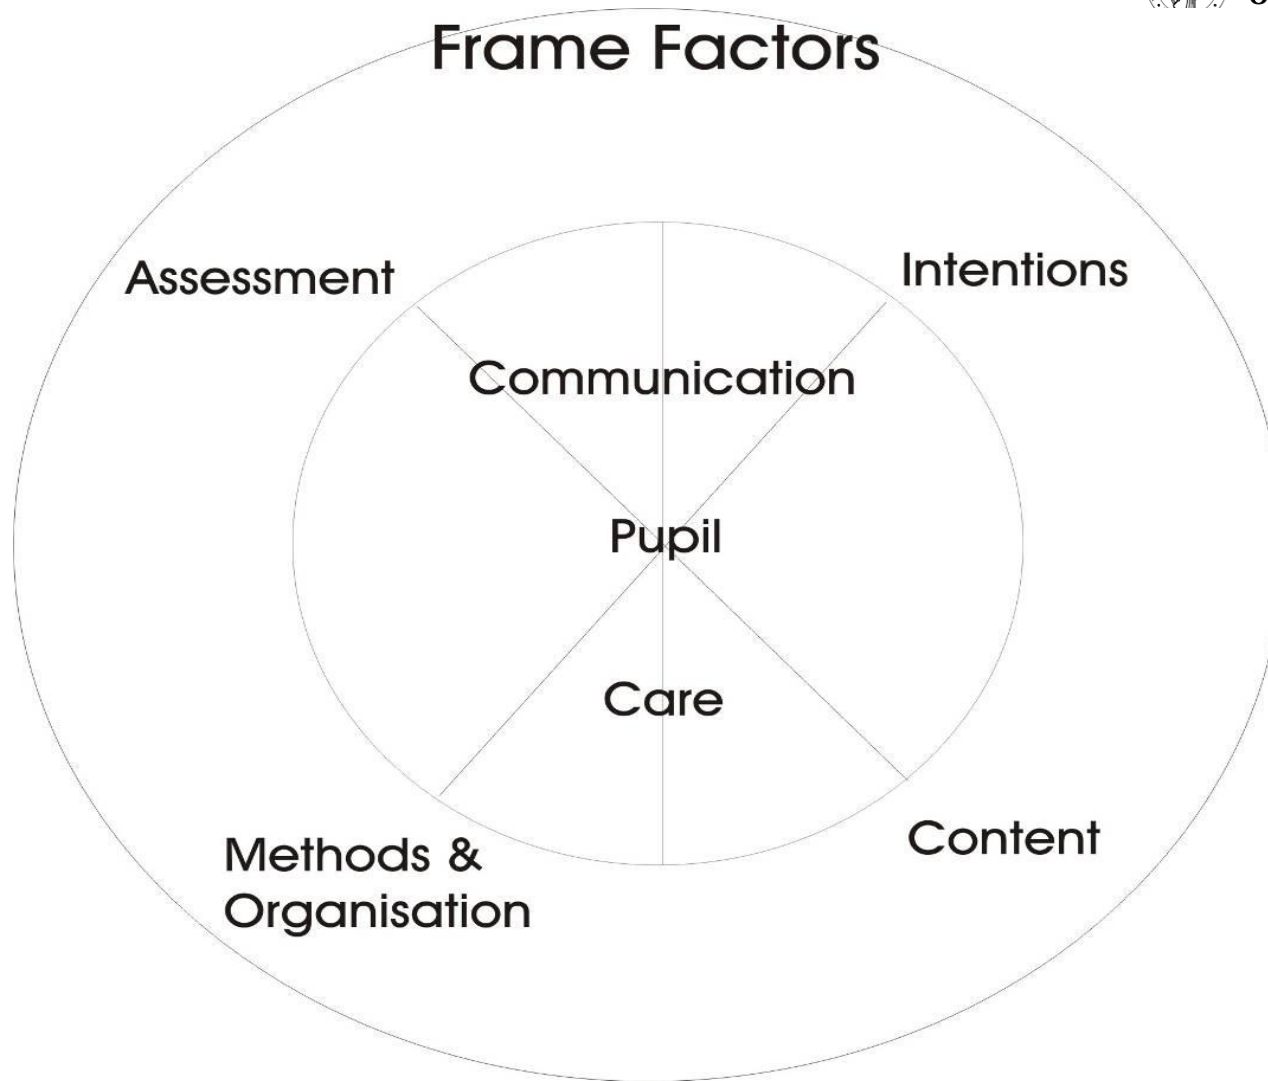 Frame Factors
Assessment
Intentions
Communication
Pupil
Care
Methods &
Organisation
Content